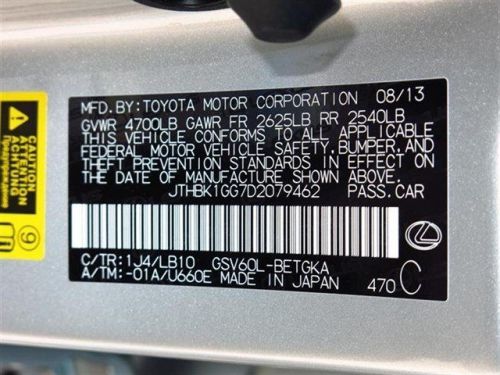 MFD.BY:TOYOTA MOTOR CORPORATION 08/13
GVWR 4700LB GAWR FR 2625LB RR 2540LB
THIS VEHICLE CONFORMS TO ALL APPLICABLE
FEDERAL MOTOR VEHICLE SAFETY,BUMPER,AND
THEFT PREVENTION STANDARDS IN EFFECT ON THE
DATE OF MANUFACTURE SHOWN ABOVE.
JTHBK1GG7D2079462 PASS.CAR
C/TR:1J4/LB10 GSV60L-BETGKA
A/TM:-01A/U660E MADE IN JAPAN 470 C
CAUTION
ACHTUNG
9